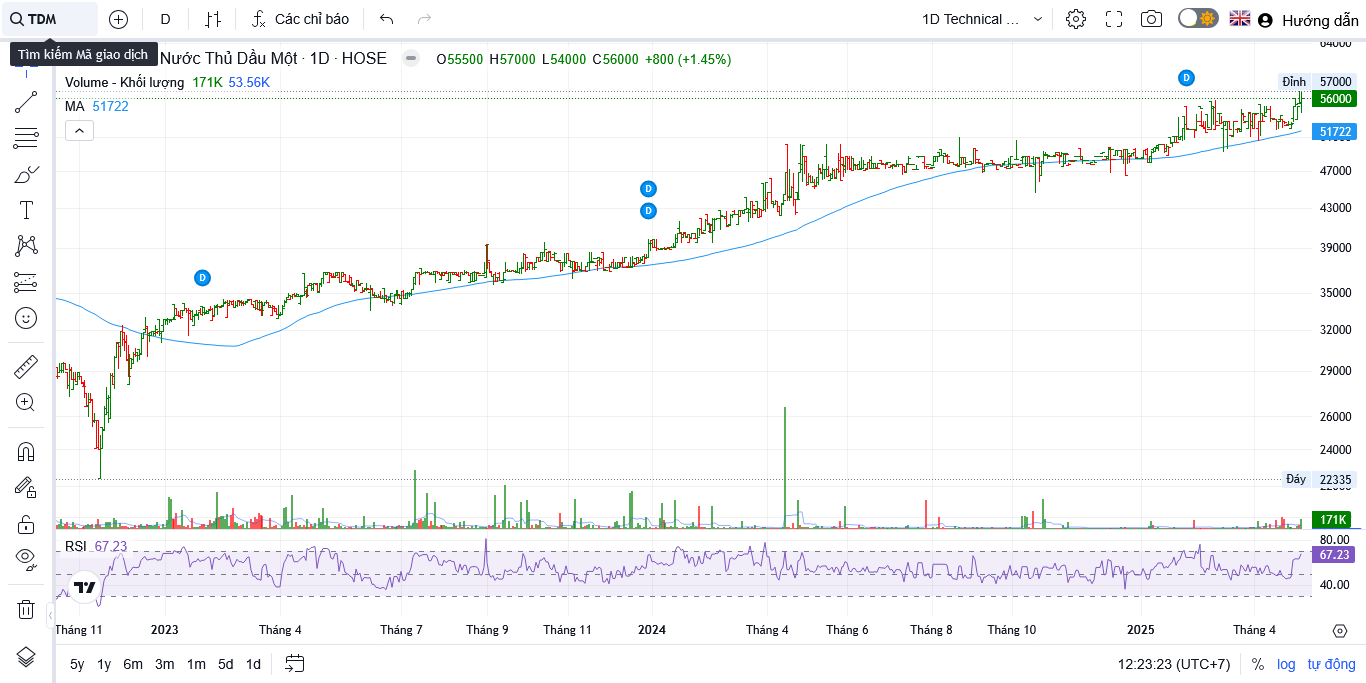 TDM
D
Các chỉ báo
1D Technical ...
Hướng dẫn
Tìm kiếm Mã giao dịch
Nước Thủ Dầu Một · 1D · HOSE
O55500 H57000 L54000 C56000 +800 (+1.45%)
Volume - Khối lượng 171K 53.56K
MA 51722
D
D
D
D
Đỉnh 57000
56000
51722
47000
43000
39000
35000
32000
29000
26000
24000
Đáy 22335
171K
RSI 67.23
80.00
67.23
40.00
Tháng 11 2023 Tháng 4 Tháng 7 Tháng 9 Tháng 11 2024 Tháng 4 Tháng 6 Tháng 8 Tháng 10 2025 Tháng 4
5y 1y 6m 3m 1m 5d 1d
12:23:23 (UTC+7) % log tự động